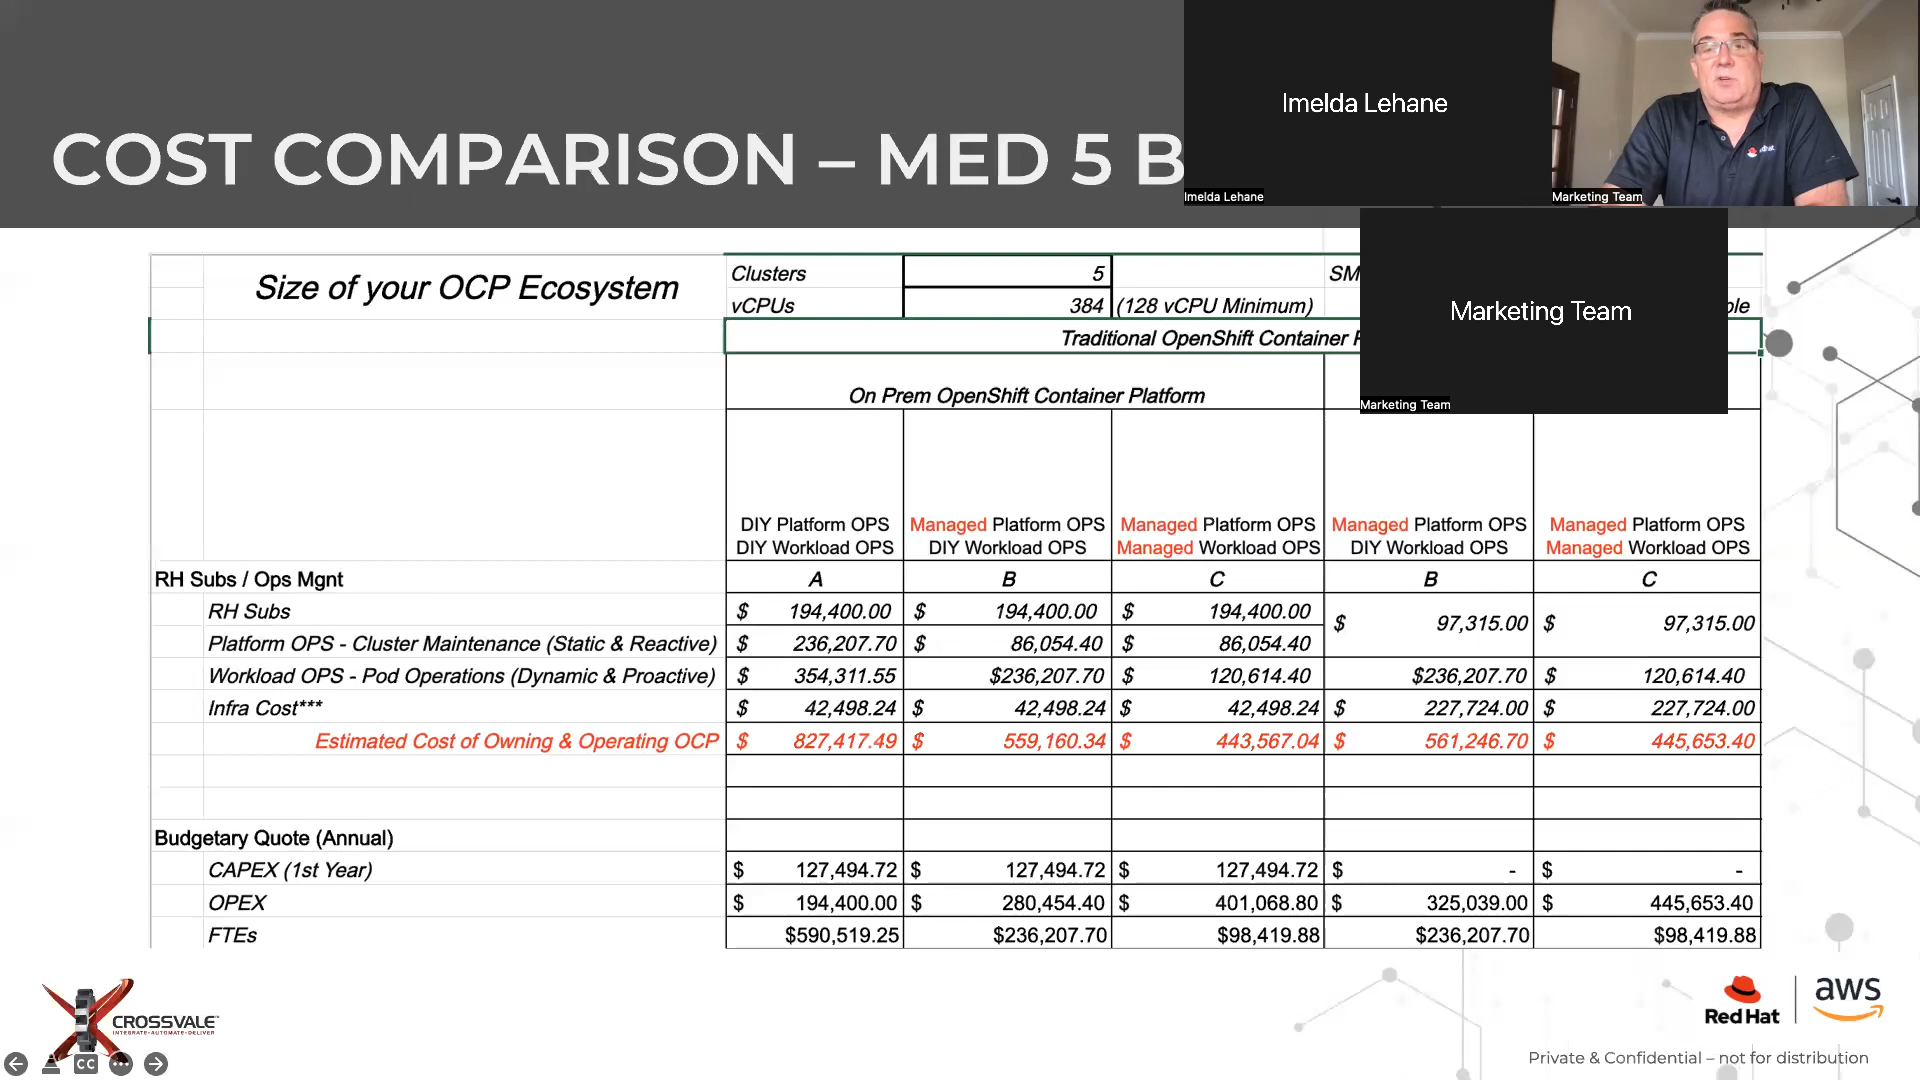 COST COMPARISON – MED 5 B
Imelda Lehane
Imelda Lehane
Marketing Team
Marketing Team
Marketing Team
Size of your OCP Ecosystem
Clusters 5 SM
vCPUs 384 (128 vCPU Minimum)
Traditional OpenShift Container
On Prem OpenShift Container Platform
DIY Platform OPS Managed Platform OPS Managed Platform OPS Managed Platform OPS Managed Platform OPS
DIY Workload OPS DIY Workload OPS Managed Workload OPS DIY Workload OPS Managed Workload OPS
RH Subs / Ops Mgnt A B C B C
RH Subs $ 194,400.00 $ 194,400.00 $ 194,400.00 $ 97,315.00 $ 97,315.00
Platform OPS - Cluster Maintenance (Static & Reactive) $ 236,207.70 $ 86,054.40 $ 86,054.40
Workload OPS - Pod Operations (Dynamic & Proactive) $ 354,311.55 $236,207.70 $ 120,614.40 $236,207.70 $ 120,614.40
Infra Cost*** $ 42,498.24 $ 42,498.24 $ 42,498.24 $ 227,724.00 $ 227,724.00
Estimated Cost of Owning & Operating OCP $ 827,417.49 $ 559,160.34 $ 443,567.04 $ 561,246.70 $ 445,653.40
Budgetary Quote (Annual)
CAPEX (1st Year) $ 127,494.72 $ 127,494.72 $ 127,494.72 $ - $ -
OPEX $ 194,400.00 $ 280,454.40 $ 401,068.80 $ 325,039.00 $ 445,653.40
FTEs $590,519.25 $236,207.70 $98,419.88 $236,207.70 $98,419.88
CROSSVALE
INTEGRATE-AUTOMATE-DELIVER
CC
Red Hat
aws
Private & Confidential – not for distribution